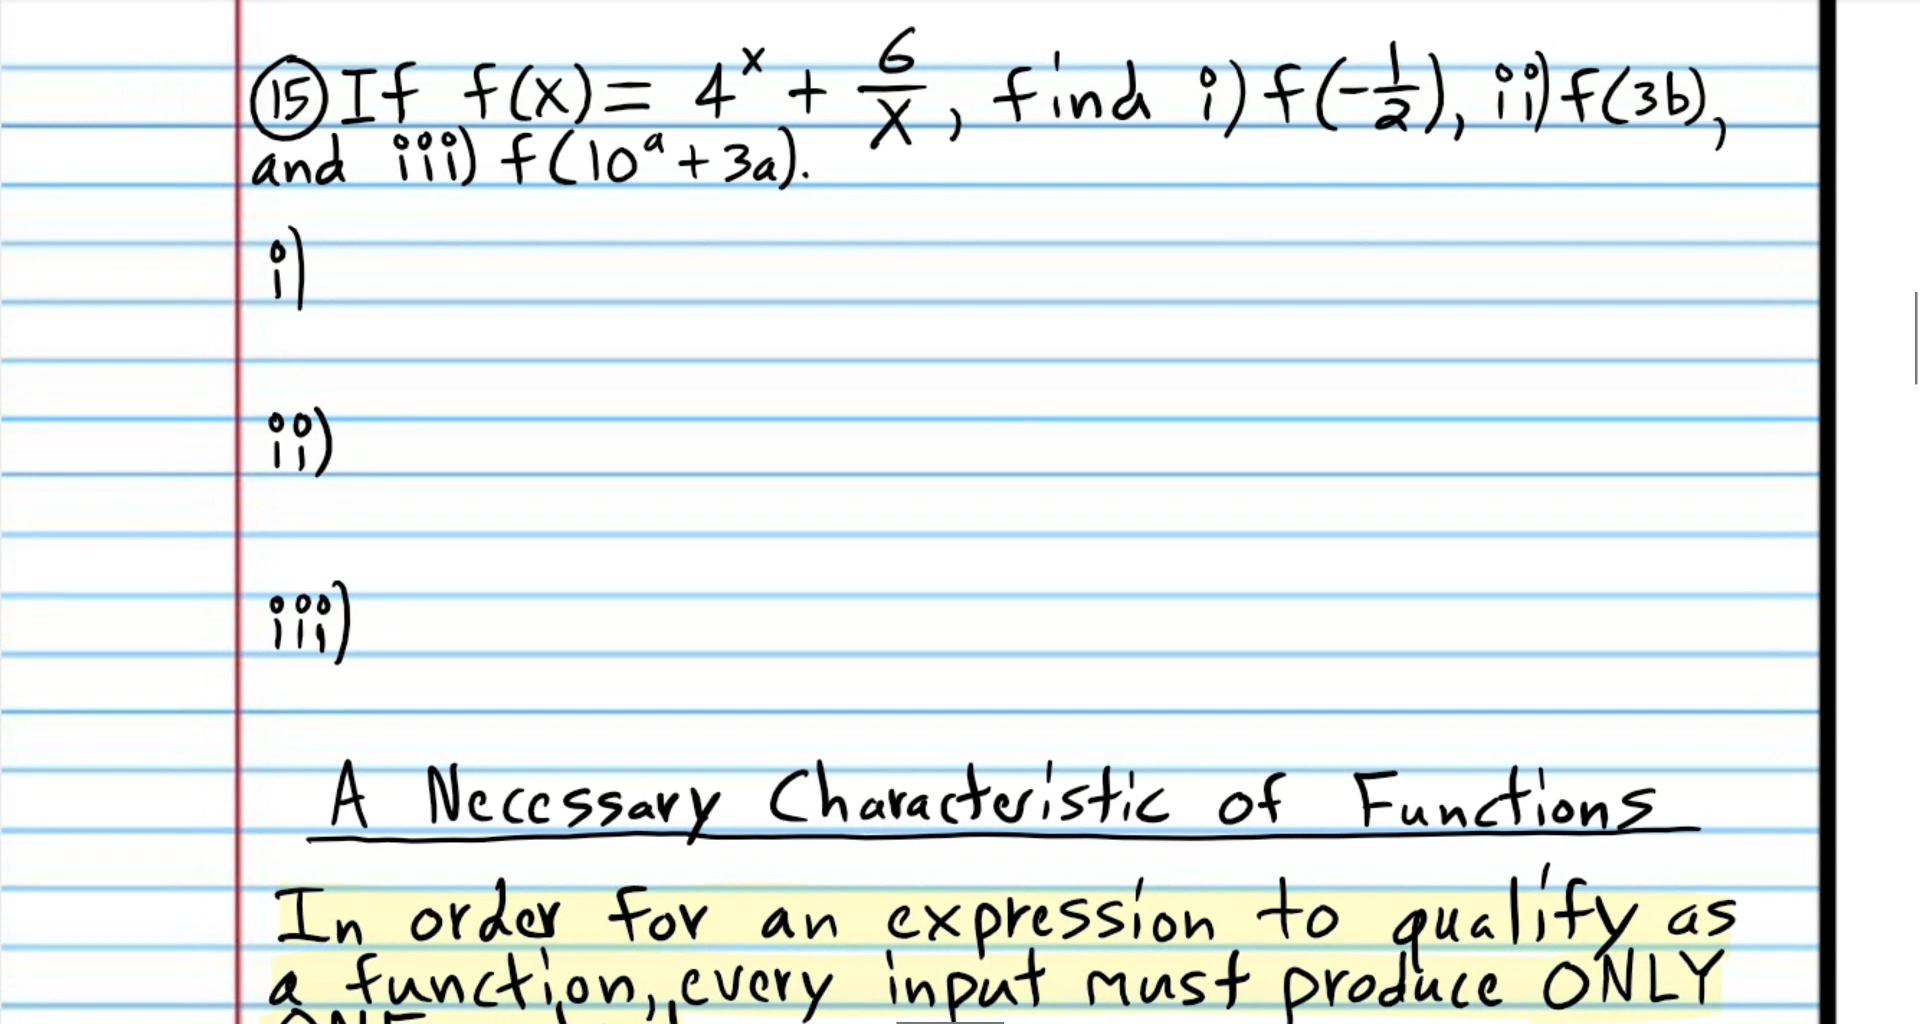 15 If f(x) = 4^x + 6/x, find i) f(-1/2), ii) f(3b),
and iii) f(10^a + 3a).
i)
ii)
iii)
A Necessary Characteristic of Functions
In order for an expression to qualify as
a function, every input must produce ONLY